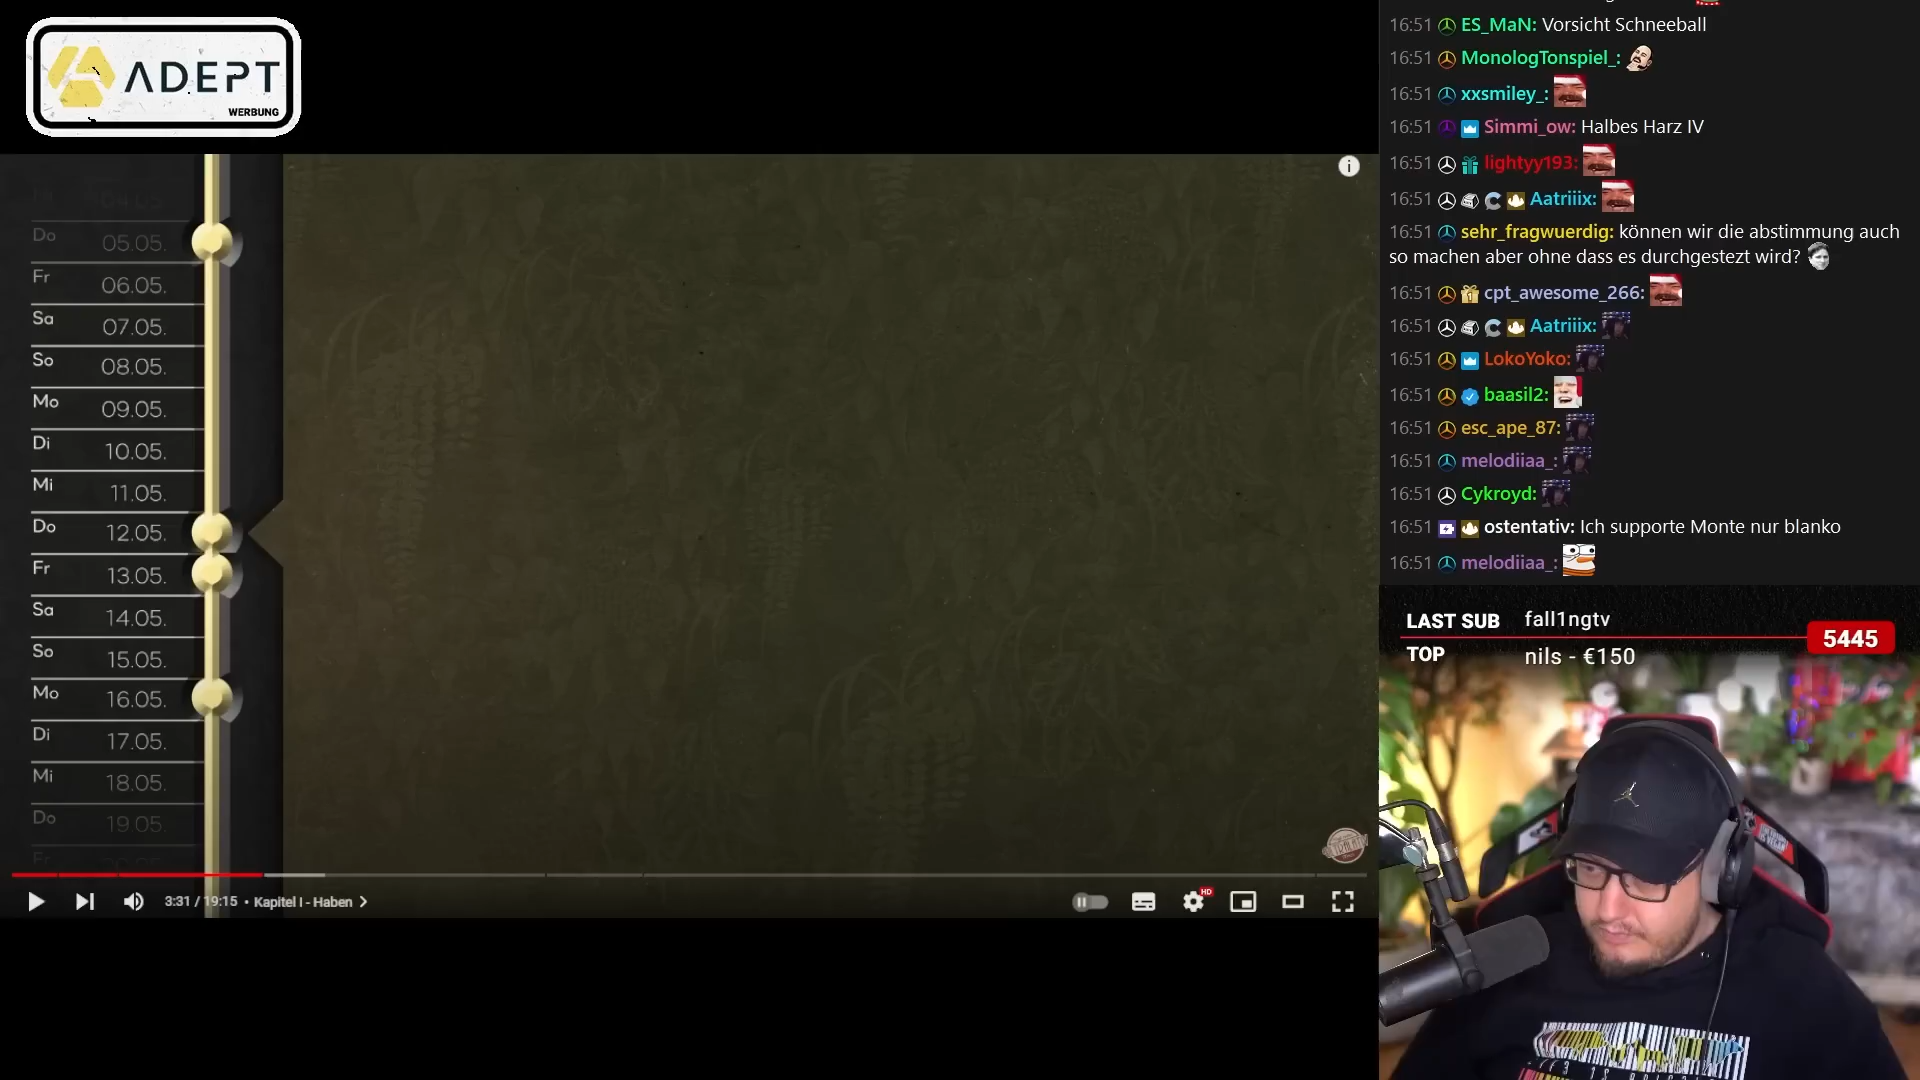 ADEPT
WERBUNG
04.05.
Do 05.05.
Fr 06.05.
Sa 07.05.
So 08.05.
Mo 09.05.
Di 10.05.
Mi 11.05.
Do 12.05.
Fr 13.05.
Sa 14.05.
So 15.05.
Mo 16.05.
Di 17.05.
Mi 18.05.
Do 19.05.
Fr 20.05.
3:31 / 19:15 • Kapitel I - Haben
HD
16:51 ES_MaN: Vorsicht Schneeball
16:51 MonologTonspiel_:
16:51 xxsmiley_:
16:51 Simmi_ow: Halbes Harz IV
16:51 lightyy193:
16:51 Aatriiix:
16:51 sehr_fragwuerdig: können wir die abstimmung auch
so machen aber ohne dass es durchgestezt wird?
16:51 cpt_awesome_266:
16:51 Aatriiix:
16:51 LokoYoko:
16:51 baasil2:
16:51 esc_ape_87:
16:51 melodiiaa_:
16:51 Cykroyd:
16:51 ostentativ: Ich supporte Monte nur blanko
16:51 melodiiaa_:
LAST SUB fall1ngtv
5445
TOP nils - €150